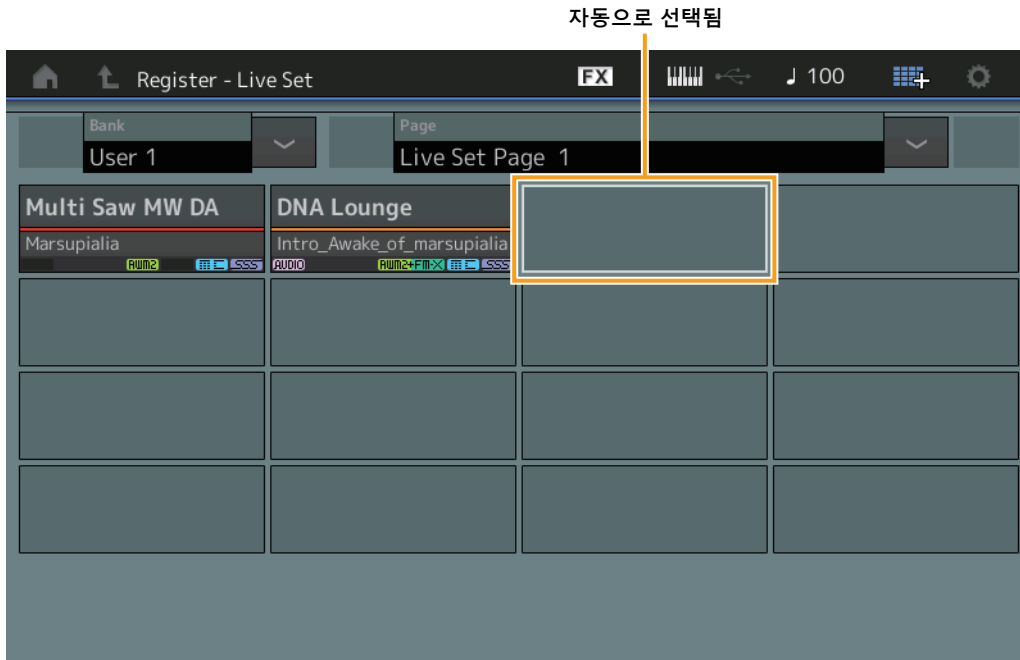 자동으로 선택됨
Register - Live Set FX ♩ 100
Bank Page
User 1 Live Set Page 1
Multi Saw MW DA DNA Lounge
Marsupialia Intro_Awake_of_marsupialia
AWM2 SSS AUDIO AWM2+FM-X SSS